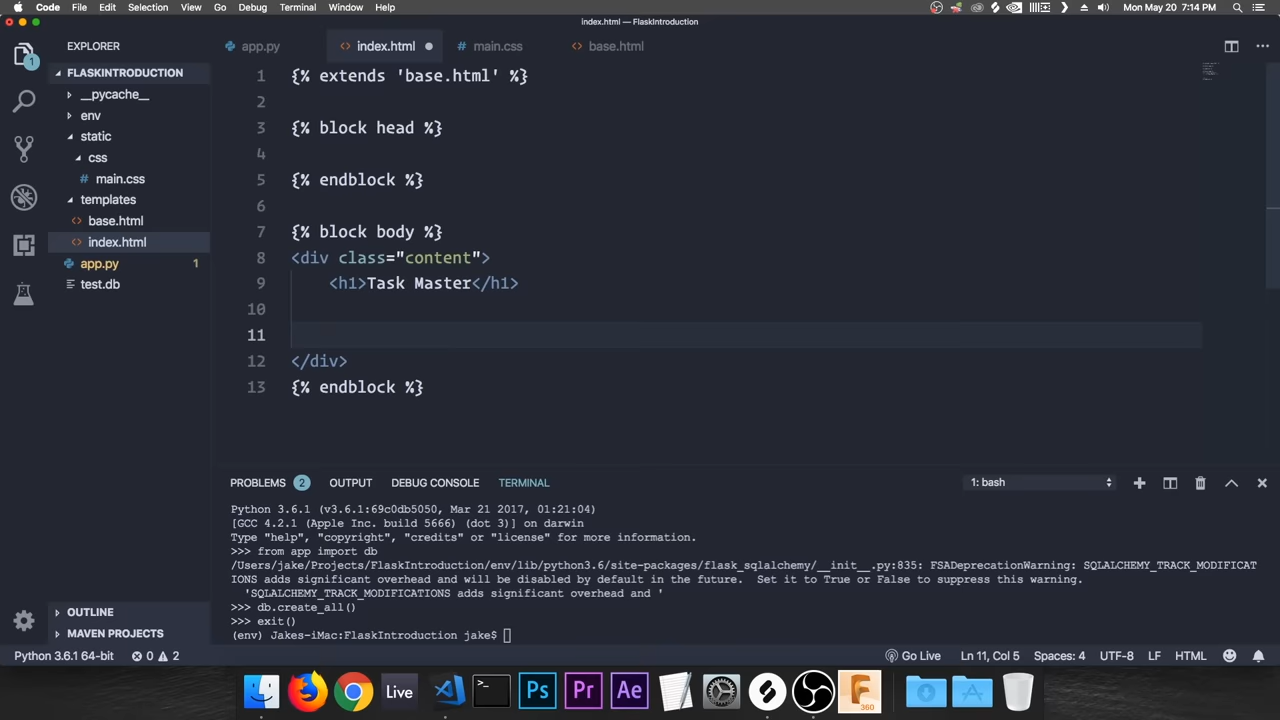 Code File Edit Selection View Go Debug Terminal Window Help Mon May 20 7:14 PM
index.html — FlaskIntroduction
EXPLORER
app.py index.html main.css base.html
FLASKINTRODUCTION
__pycache__
env
static
css
main.css
templates
base.html
index.html
app.py 1
test.db
OUTLINE
MAVEN PROJECTS
1
1 {% extends 'base.html' %}
2
3 {% block head %}
4
5 {% endblock %}
6
7 {% block body %}
8 <div class="content">
9 <h1>Task Master</h1>
10
11
12 </div>
13 {% endblock %}
PROBLEMS 2 OUTPUT DEBUG CONSOLE TERMINAL 1: bash
Python 3.6.1 (v3.6.1:69c0db5050, Mar 21 2017, 01:21:04)
[GCC 4.2.1 (Apple Inc. build 5666) (dot 3)] on darwin
Type "help", "copyright", "credits" or "license" for more information.
>>> from app import db
/Users/jake/Projects/FlaskIntroduction/env/lib/python3.6/site-packages/flask_sqlalchemy/__init__.py:835: FSADeprecationWarning: SQLALCHEMY_TRACK_MODIFICAT
IONS adds significant overhead and will be disabled by default in the future.  Set it to True or False to suppress this warning.
'SQLALCHEMY_TRACK_MODIFICATIONS adds significant overhead and '
>>> db.create_all()
>>> exit()
(env) Jakes-iMac:FlaskIntroduction jake$
Python 3.6.1 64-bit 0 2 Go Live Ln 11, Col 5 Spaces: 4 UTF-8 LF HTML
Live Ps Pr Ae 360